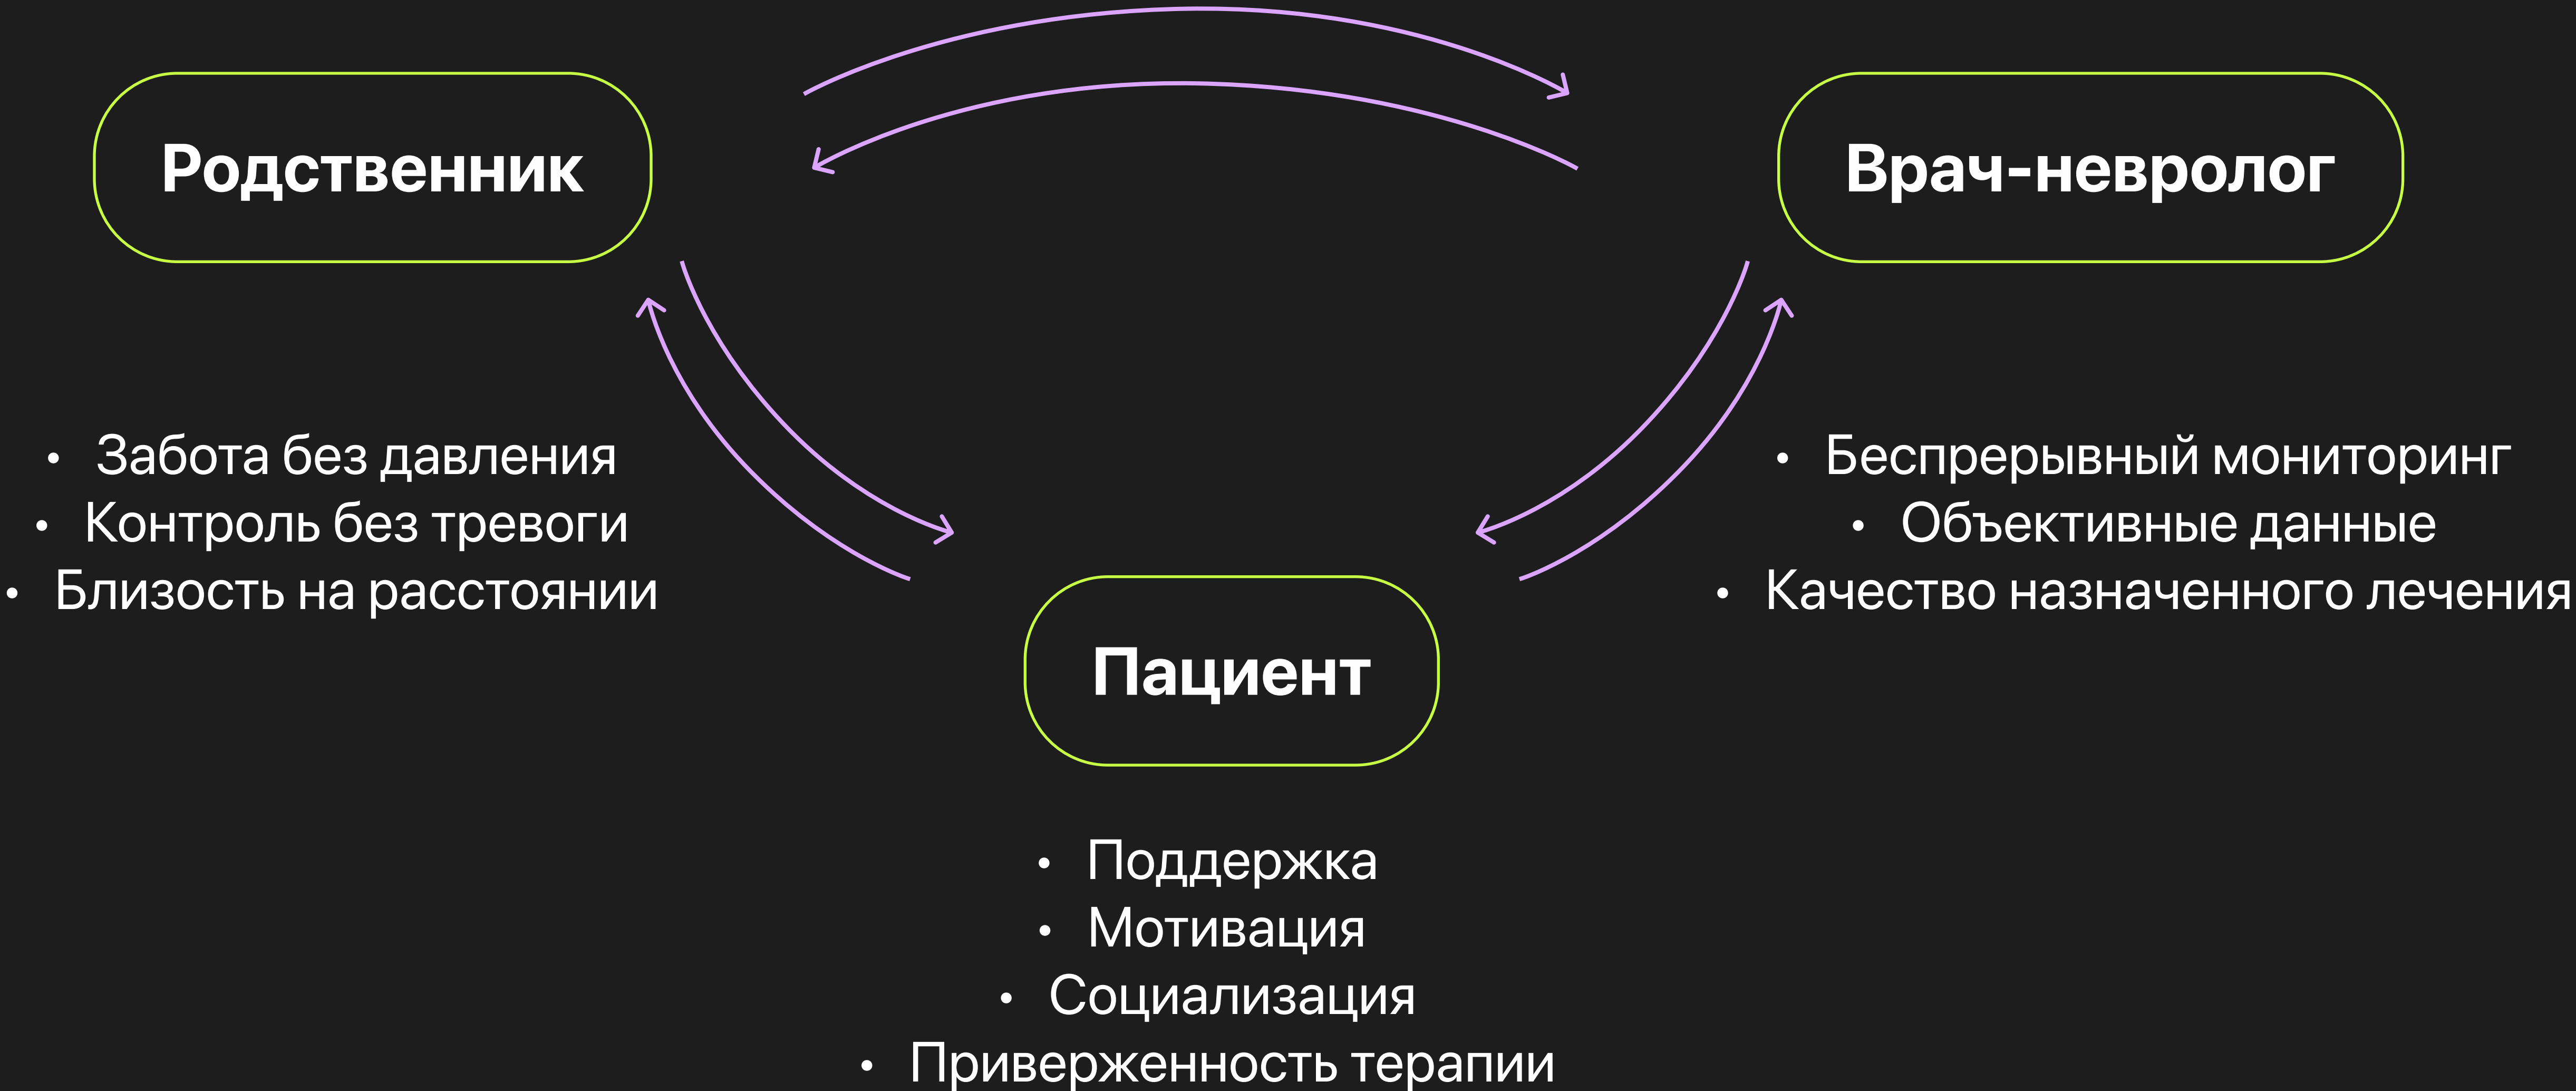 Родственник
Врач-невролог
• Забота без давления
• Контроль без тревоги
• Близость на расстоянии
• Беспрерывный мониторинг
• Объективные данные
• Качество назначенного лечения
Пациент
• Поддержка
• Мотивация
• Социализация
• Приверженность терапии